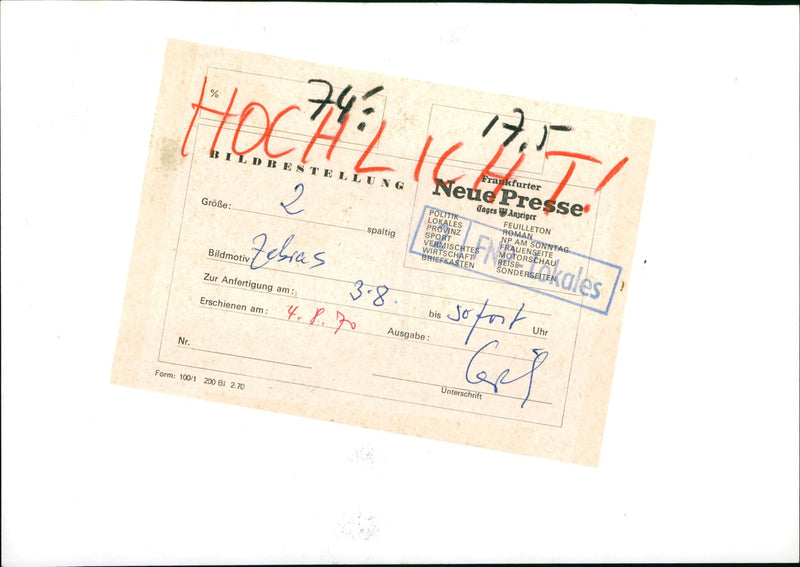 % 74: 17,5
HOCHLICHT!
BILDBESTELLUNG
Frankfurter
Neue Presse
Tages Anzeiger
POLITIK
LOKALES
PROVINZ
SPORT
VERMISCHTES
WIRTSCHAFT
BRIEFKASTEN
FEUILLETON
ROMAN
NP AM SONNTAG
FRAUENSEITE
MOTORSCHAU
REISE-
SONDERSEITEN
FNP-Lokales
Größe: 2 spaltig
Bildmotiv Zebras
Zur Anfertigung am: 3.8. bis sofort Uhr
Erschienen am: 4.8.70 Ausgabe:
Nr.
Unterschrift
Form: 100/1 200 Bl. 2.70